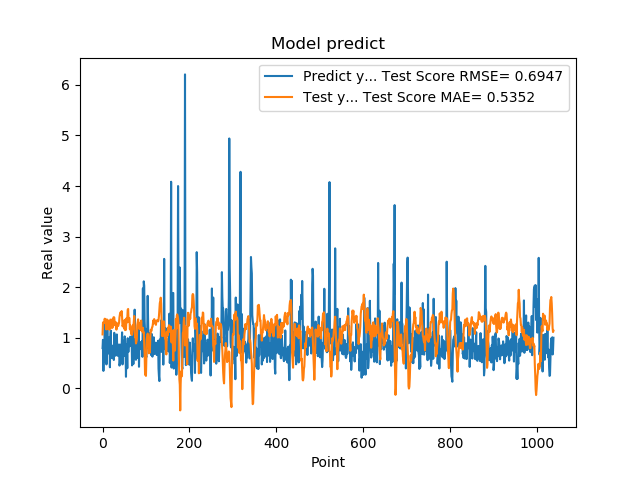 Model predict
Predict y... Test Score RMSE= 0.6947
Test y... Test Score MAE= 0.5352
6
5
4
3
2
1
0
Real value
0 200 400 600 800 1000
Point